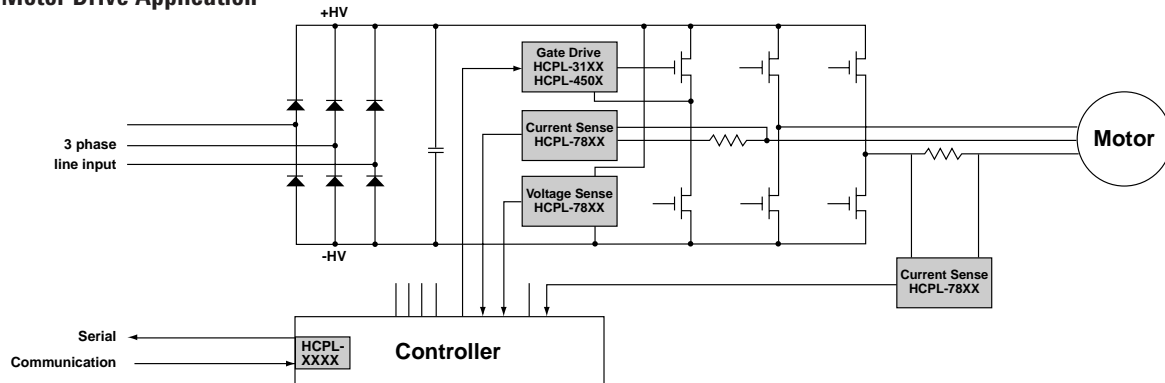 Motor Drive Application
+HV
Gate Drive
HCPL-31XX
HCPL-450X
3 phase
line input
Current Sense
HCPL-78XX
Motor
Voltage Sense
HCPL-78XX
-HV
Current Sense
HCPL-78XX
Serial
Communication
HCPL-
XXXX
Controller